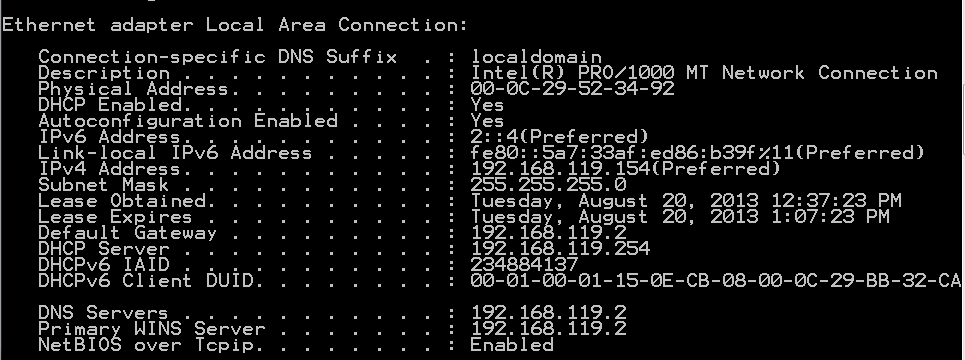 Ethernet adapter Local Area Connection:
Connection-specific DNS Suffix . : localdomain
Description . . . . . . . . . . . : Intel(R) PRO/1000 MT Network Connection
Physical Address. . . . . . . . . : 00-0C-29-52-34-92
DHCP Enabled. . . . . . . . . . . : Yes
Autoconfiguration Enabled . . . . : Yes
IPv6 Address. . . . . . . . . . . : 2::4(Preferred)
Link-local IPv6 Address . . . . . : fe80::5a7:33af:ed86:b39f%11(Preferred)
IPv4 Address. . . . . . . . . . . : 192.168.119.154(Preferred)
Subnet Mask . . . . . . . . . . . : 255.255.255.0
Lease Obtained. . . . . . . . . . : Tuesday, August 20, 2013 12:37:23 PM
Lease Expires . . . . . . . . . . : Tuesday, August 20, 2013 1:07:23 PM
Default Gateway . . . . . . . . . : 192.168.119.2
DHCP Server . . . . . . . . . . . : 192.168.119.254
DHCPv6 IAID . . . . . . . . . . . : 234884137
DHCPv6 Client DUID. . . . . . . . : 00-01-00-01-15-0E-CB-08-00-0C-29-BB-32-CA
DNS Servers . . . . . . . . . . . : 192.168.119.2
Primary WINS Server . . . . . . . : 192.168.119.2
NetBIOS over Tcpip. . . . . . . . : Enabled